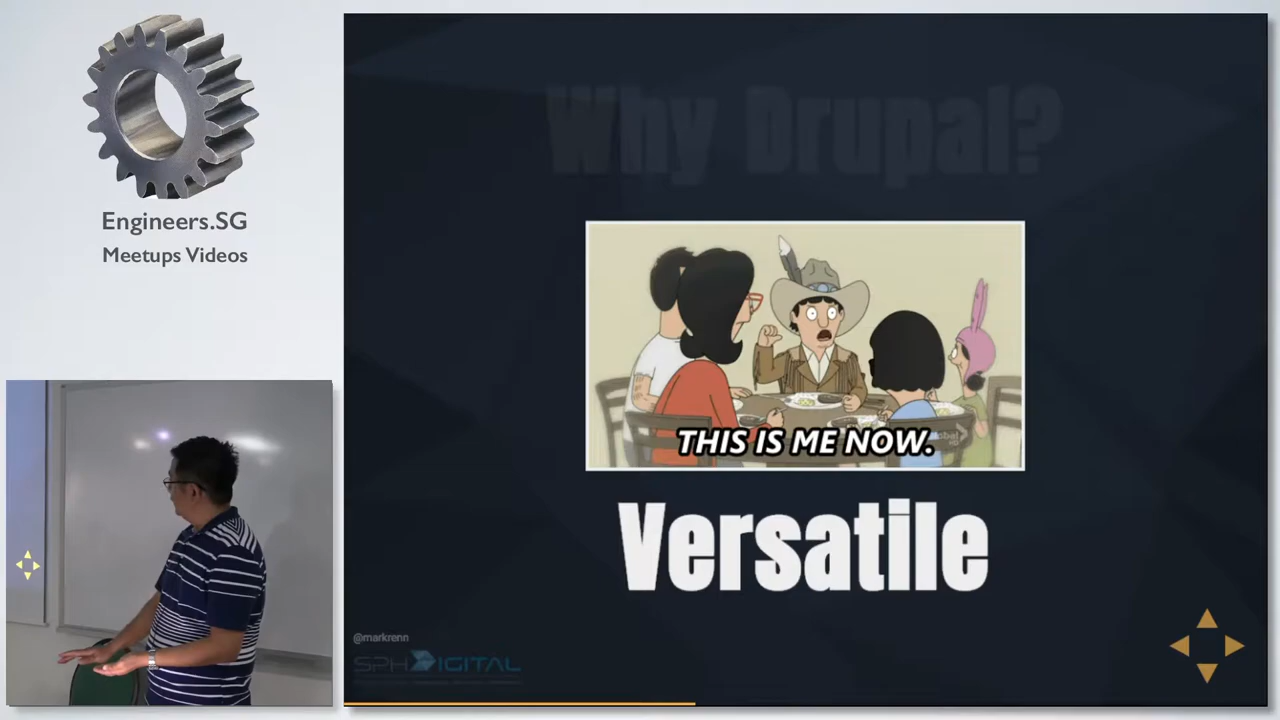 Engineers.SG
Meetups Videos
Why Drupal?
THIS IS ME NOW.
Versatile
@markrenn
SPH DIGITAL